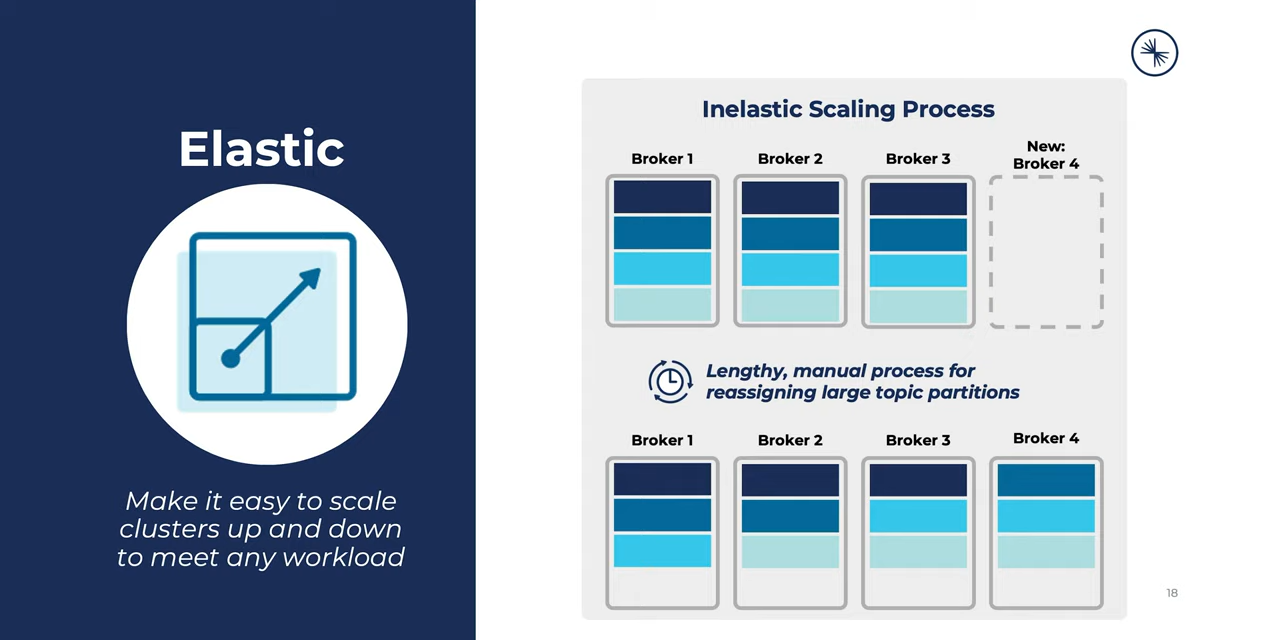 Elastic
Make it easy to scale
clusters up and down
to meet any workload
Inelastic Scaling Process
Broker 1
Broker 2
Broker 3
New:
Broker 4
Lengthy, manual process for
reassigning large topic partitions
Broker 1
Broker 2
Broker 3
Broker 4
18